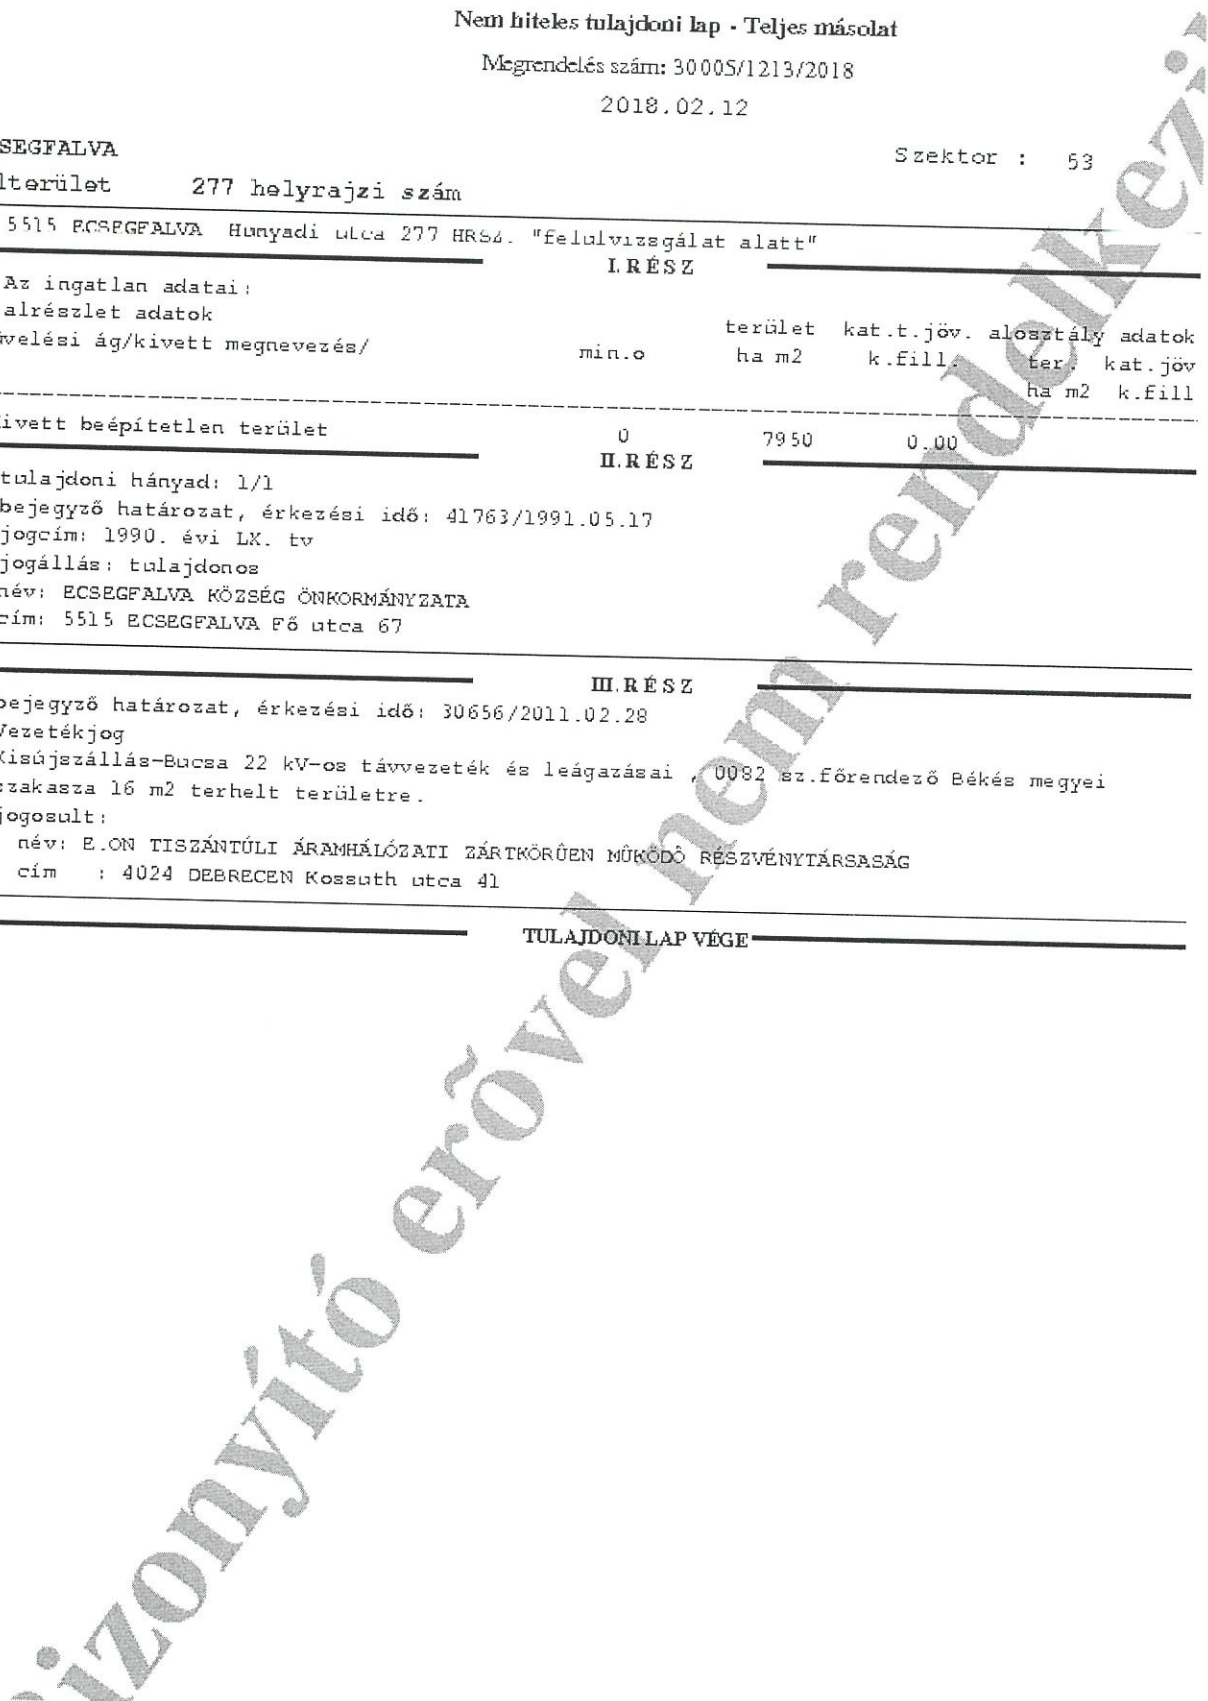 Nem hiteles tulajdoni lap - Teljes másolat
Megrendelés szám: 30005/1213/2018
2018.02.12
SEGFALVA
Szektor : 53
lterület 277 helyrajzi szám
5515 ECSEGFALVA Hunyadi utca 277 HRSZ. "felulvizsgálat alatt"
I. RÉSZ
Az ingatlan adatai:
alrészlet adatok
terület kat.t.jöv. alosztály adatok
velési ág/kivett megnevezés/ min.o ha m2 k.fill. ter. kat.jöv
ha m2 k.fill
ivett beépítetlen terület 0 7950 0.00
II. RÉSZ
tulajdoni hányad: 1/1
bejegyző határozat, érkezési idő: 41763/1991.05.17
jogcím: 1990. évi LX. tv
jogállás: tulajdonos
név: ECSEGFALVA KÖZSÉG ÖNKORMÁNYZATA
cím: 5515 ECSEGFALVA Fő utca 67
III. RÉSZ
bejegyző határozat, érkezési idő: 30656/2011.02.28
Vezetékjog
Kisújszállás-Bucsa 22 kV-os távvezeték és leágazásai , 0082 sz.főrendező Békés megyei
szakasza 16 m2 terhelt területre.
jogosult:
név: E.ON TISZÁNTÚLI ÁRAMHÁLÓZATI ZÁRTKÖRÛEN MÛKÖDÕ RÉSZVÉNYTÁRSASÁG
cím : 4024 DEBRECEN Kossuth utca 41
TULAJDONI LAP VÉGE
izonyító erõvel nem rendelkezi